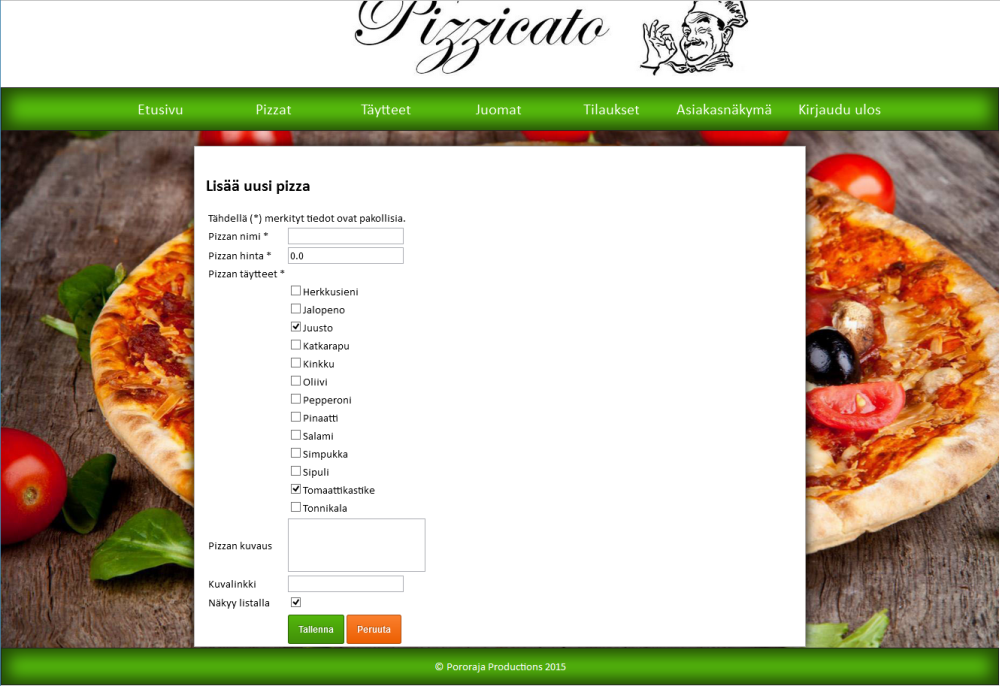 Pizzicato
Etusivu Pizzat Täytteet Juomat Tilaukset Asiakasnäkymä Kirjaudu ulos
Lisää uusi pizza
Tähdellä (*) merkityt tiedot ovat pakollisia.
Pizzan nimi *
Pizzan hinta * 0.0
Pizzan täytteet *
Herkkusieni
Jalopeno
Juusto
Katkarapu
Kinkku
Oliivi
Pepperoni
Pinaatti
Salami
Simpukka
Sipuli
Tomaattikastike
Tonnikala
Pizzan kuvaus
Kuvalinkki
Näkyy listalla
Tallenna Peruuta
© Pororaja Productions 2015